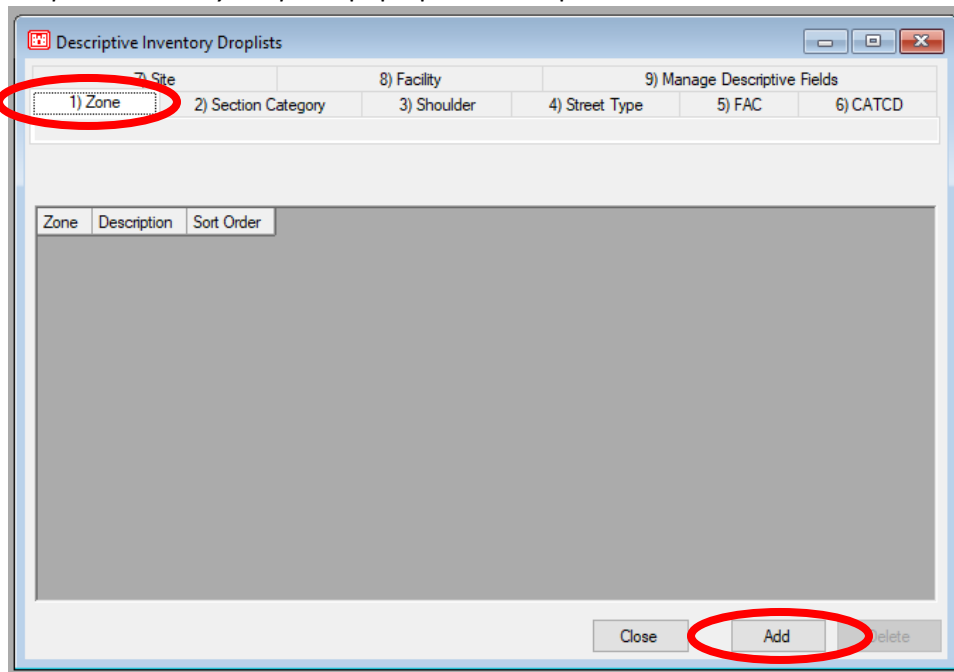 Descriptive Inventory Droplists
7) Site 8) Facility 9) Manage Descriptive Fields
1) Zone 2) Section Category 3) Shoulder 4) Street Type 5) FAC 6) CATCD
Zone Description Sort Order
Close Add Delete